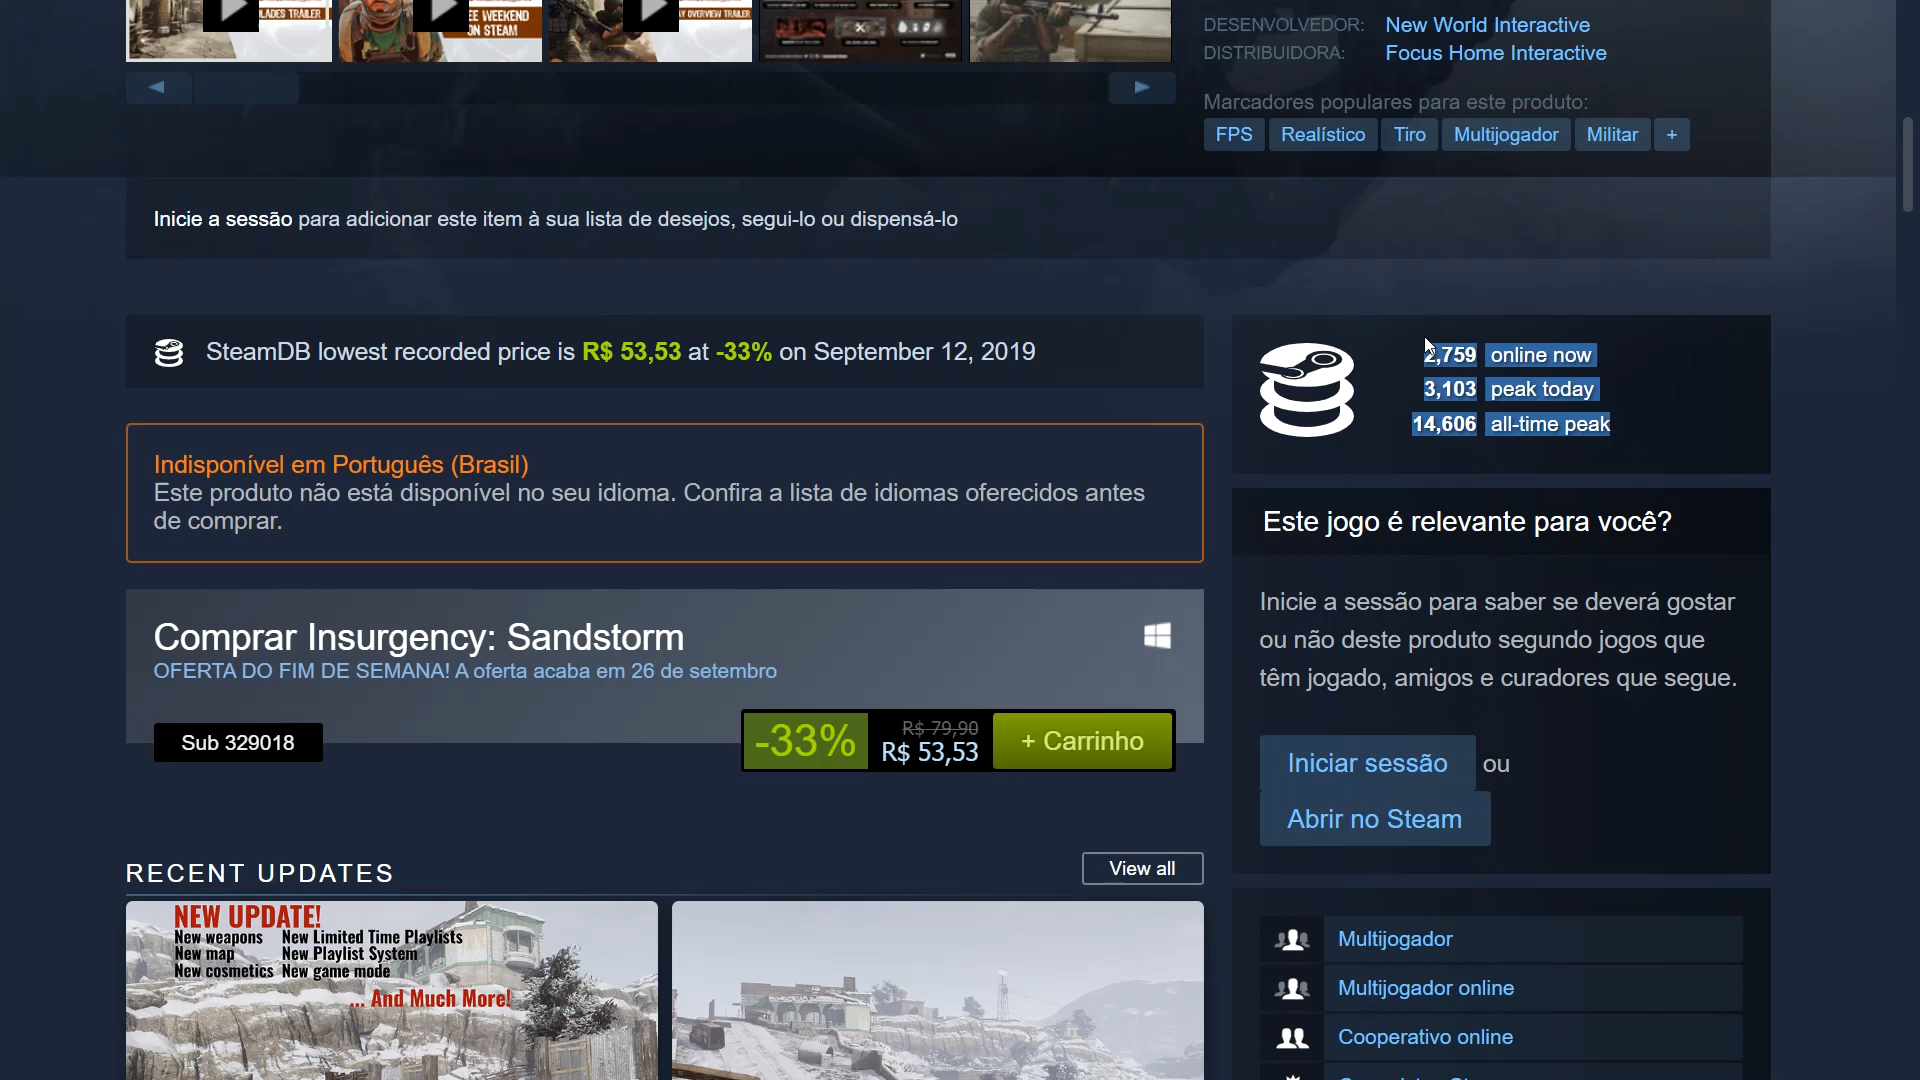 LADES TRAILER
EE WEEKEND
ON STEAM
AY OVERVIEW TRAILER
DESENVOLVEDOR: New World Interactive
DISTRIBUIDORA: Focus Home Interactive
Marcadores populares para este produto:
FPS Realístico Tiro Multijogador Militar +
Inicie a sessão para adicionar este item à sua lista de desejos, segui-lo ou dispensá-lo
SteamDB lowest recorded price is R$ 53,53 at -33% on September 12, 2019
2,759 online now
3,103 peak today
14,606 all-time peak
Indisponível em Português (Brasil)
Este produto não está disponível no seu idioma. Confira a lista de idiomas oferecidos antes
de comprar.
Este jogo é relevante para você?
Inicie a sessão para saber se deverá gostar
ou não deste produto segundo jogos que
têm jogado, amigos e curadores que segue.
Iniciar sessão ou
Abrir no Steam
Comprar Insurgency: Sandstorm
OFERTA DO FIM DE SEMANA! A oferta acaba em 26 de setembro
Sub 329018
-33% R$ 79,90
R$ 53,53
+ Carrinho
RECENT UPDATES
View all
NEW UPDATE!
New weapons New Limited Time Playlists
New map New Playlist System
New cosmetics New game mode
... And Much More!
Multijogador
Multijogador online
Cooperativo online